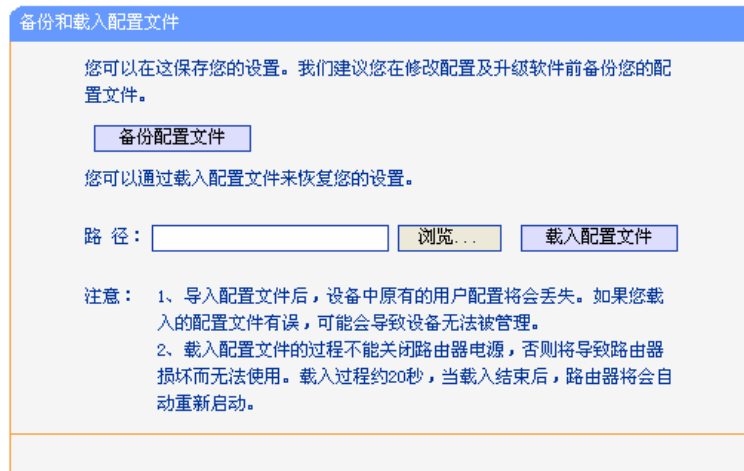 备份和载入配置文件
您可以在这保存您的设置。我们建议您在修改配置及升级软件前备份您的配
置文件。
备份配置文件
您可以通过载入配置文件来恢复您的设置。
路 径： 浏览... 载入配置文件
注意： 1、导入配置文件后，设备中原有的用户配置将会丢失。如果您载
入的配置文件有误，可能会导致设备无法被管理。
2、载入配置文件的过程不能关闭路由器电源，否则将导致路由器
损坏而无法使用。载入过程约20秒，当载入结束后，路由器将会自
动重新启动。